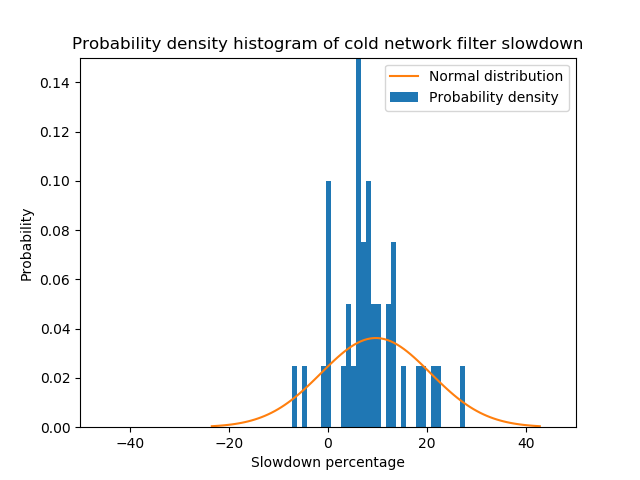 Probability density histogram of cold network filter slowdown
Normal distribution
Probability density
0.14
0.12
0.10
0.08
0.06
0.04
0.02
0.00
Probability
−40
−20
0
20
40
Slowdown percentage